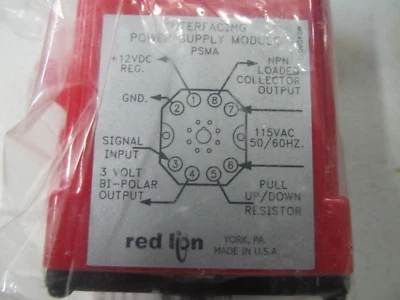 INTERFACING
POWER SUPPLY MODULE
PSMA
+12VDC
REG.
NPN
LOADED
COLLECTOR
OUTPUT
GND.
1
8
2
7
115VAC
50/60HZ.
SIGNAL
INPUT
3
6
4
5
3 VOLT
BI-POLAR
OUTPUT
PULL
UP/DOWN
RESISTOR
red lion
YORK, PA.
MADE IN U.S.A.